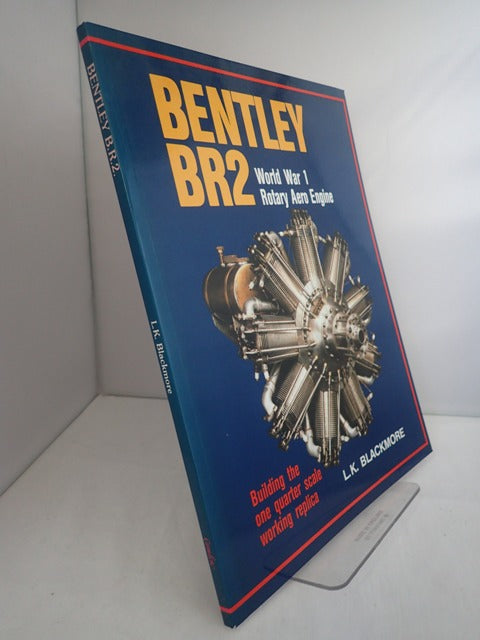 BENTLEY BR2
L.K. Blackmore
BENTLEY
BR2
World War 1
Rotary Aero Engine
Building the
one quarter scale
working replica
L.K. BLACKMORE